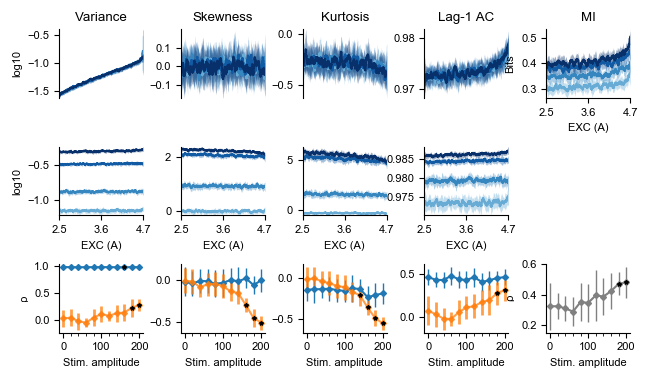 Variance Skewness Kurtosis Lag-1 AC MI
−0.5 −1.0 −1.5 log10
0.1 0.0 −0.1
0.0 −0.5
0.98 0.97
0.5 0.4 0.3 Bits
2.5 3.6 4.7
EXC (A)
−0.5 −1.0 log10
2 0
5 0
0.985 0.980 0.975
2.5 3.6 4.7 2.5 3.6 4.7 2.5 3.6 4.7 2.5 3.6 4.7
EXC (A) EXC (A) EXC (A) EXC (A)
1.0 0.5 0.0 ρ
0.0 −0.5
0.0 −0.5
0.5 0.0
0.6 0.4 0.2 ρ
0 100 200 0 100 200 0 100 200 0 100 200 0 100 200
Stim. amplitude Stim. amplitude Stim. amplitude Stim. amplitude Stim. amplitude